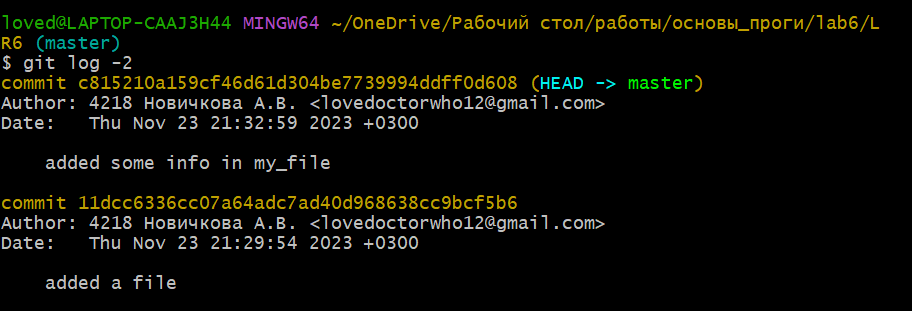 loved@LAPTOP-CAAJ3H44 MINGW64 ~/OneDrive/Рабочий стол/работы/основы_проги/lab6/L
R6 (master)
$ git log -2
commit c815210a159cf46d61d304be7739994ddff0d608 (HEAD -> master)
Author: 4218 Новичкова А.В. <lovedoctorwho12@gmail.com>
Date:   Thu Nov 23 21:32:59 2023 +0300
    added some info in my_file
commit 11dcc6336cc07a64adc7ad40d968638cc9bcf5b6
Author: 4218 Новичкова А.В. <lovedoctorwho12@gmail.com>
Date:   Thu Nov 23 21:29:54 2023 +0300
    added a file